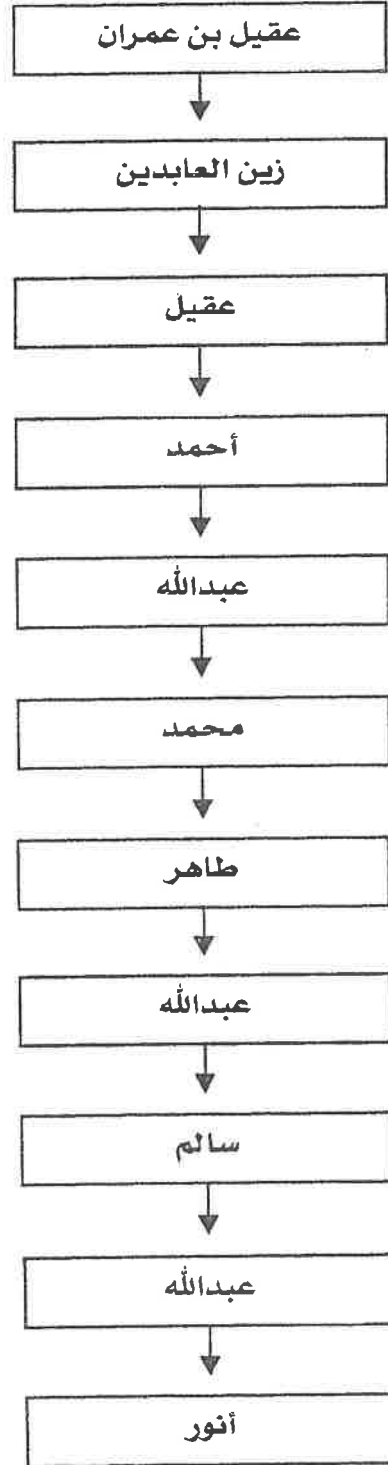 عقيل بن عمران
زين العابدين
عقيل
أحمد
عبدالله
محمد
طاهر
عبدالله
سالم
عبدالله
أنور